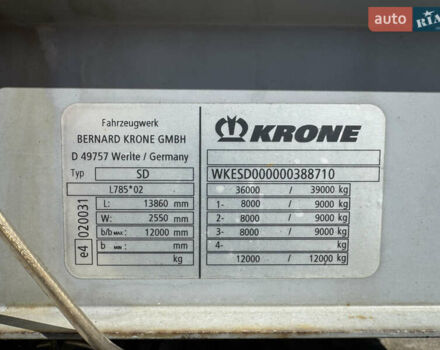 auto RIA
Fahrzeugwerk
BERNARD KRONE GMBH
D 49757 Werlte / Germany
Typ SD
L785*02
e4 020031
L: 13860 mm
W: 2550 mm
b/b MAX: 12000 mm
b MIN: mm
kg
KRONE
WKESD000000388710
36000 / 39000 kg
1- 8000 / 9000 kg
2- 8000 / 9000 kg
3- 8000 / 9000 kg
4- kg
12000 / 12000 kg